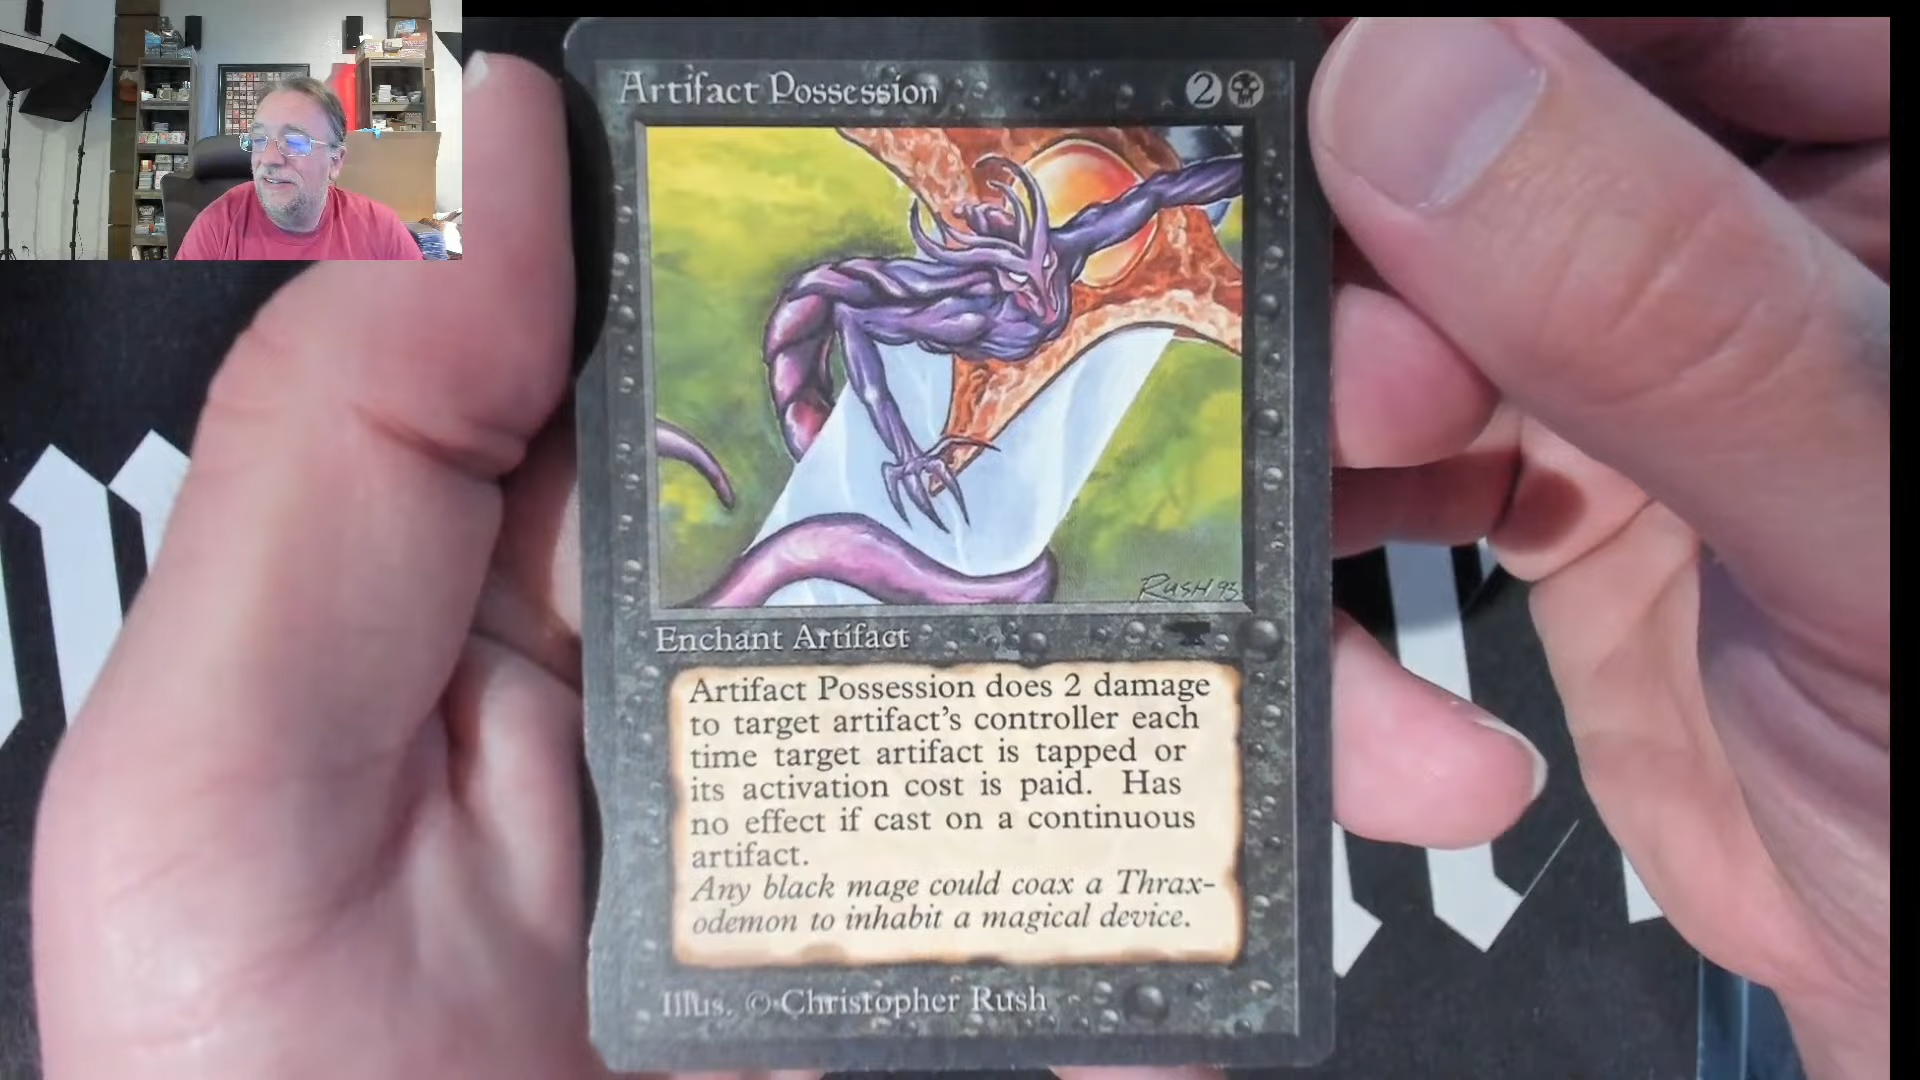 Artifact Possession 2
RUSH 93
Enchant Artifact
Artifact Possession does 2 damage
to target artifact's controller each
time target artifact is tapped or
its activation cost is paid. Has
no effect if cast on a continuous
artifact.
Any black mage could coax a Thrax-
odemon to inhabit a magical device.
Illus. © Christopher Rush